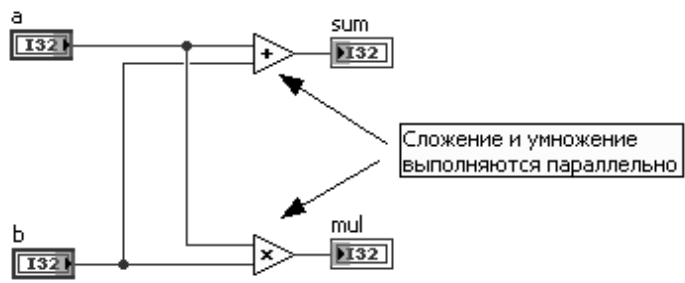 a
I32
sum
+
I32
Сложение и умножение
выполняются параллельно
b
I32
mul
×
I32